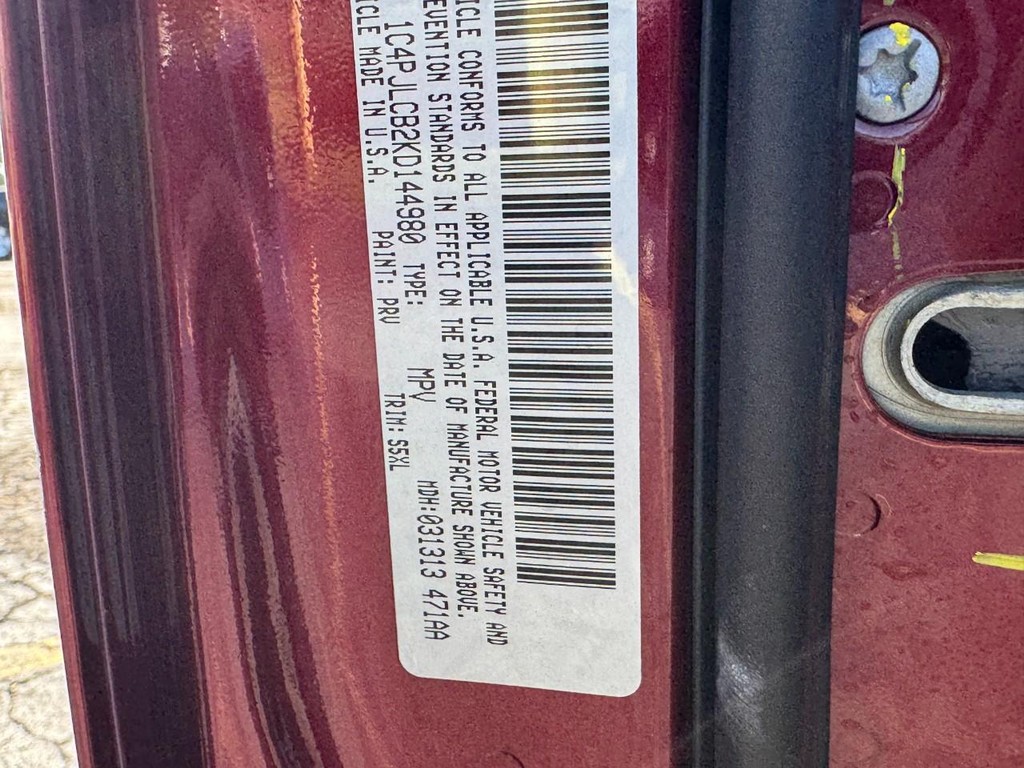 ICLE CONFORMS TO ALL APPLICABLE U.S.A. FEDERAL MOTOR VEHICLE SAFETY AND
EVENTION STANDARDS IN EFFECT ON THE DATE OF MANUFACTURE SHOWN ABOVE.
1C4PJLCB2KD144980 TYPE: MPV MDH:031313 471AA
ICLE MADE IN U.S.A. PAINT: PRV TRIM: S5XL